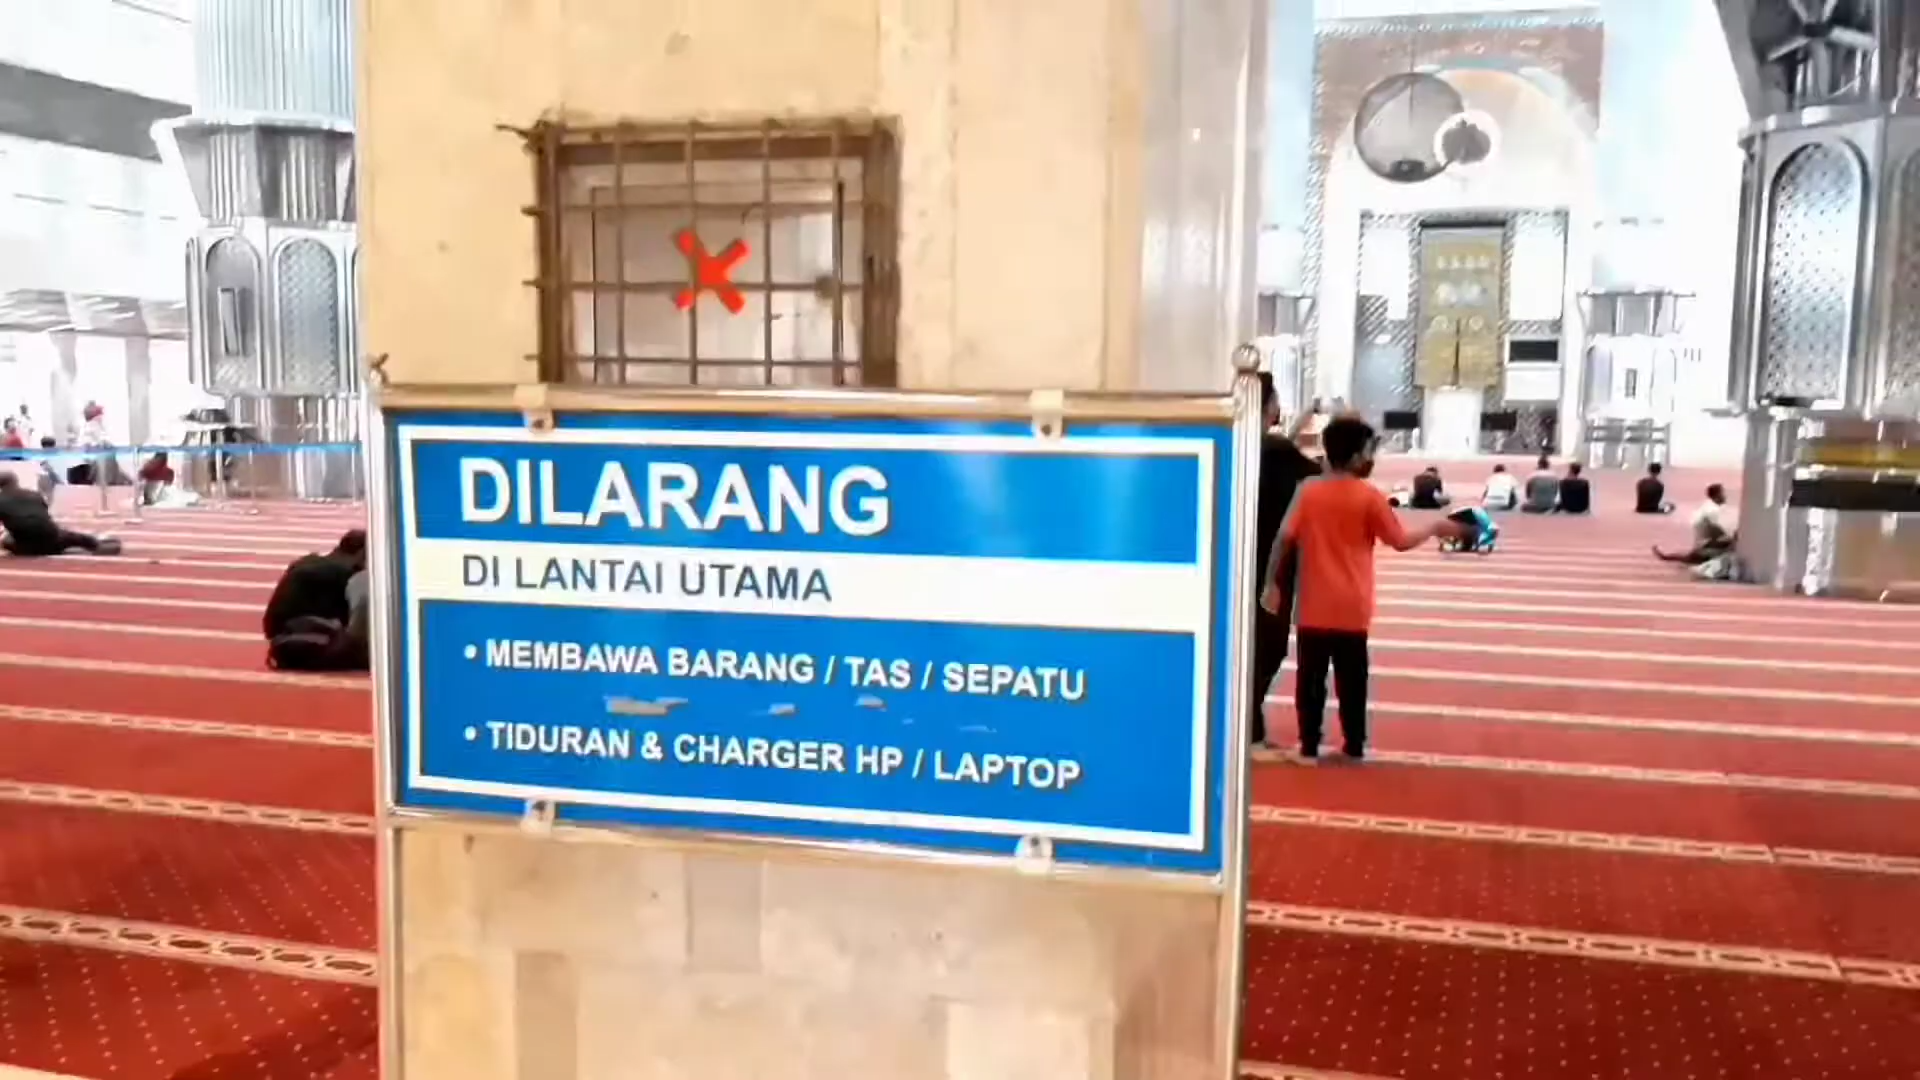 DILARANG
DI LANTAI UTAMA
• MEMBAWA BARANG / TAS / SEPATU
• TIDURAN & CHARGER HP / LAPTOP